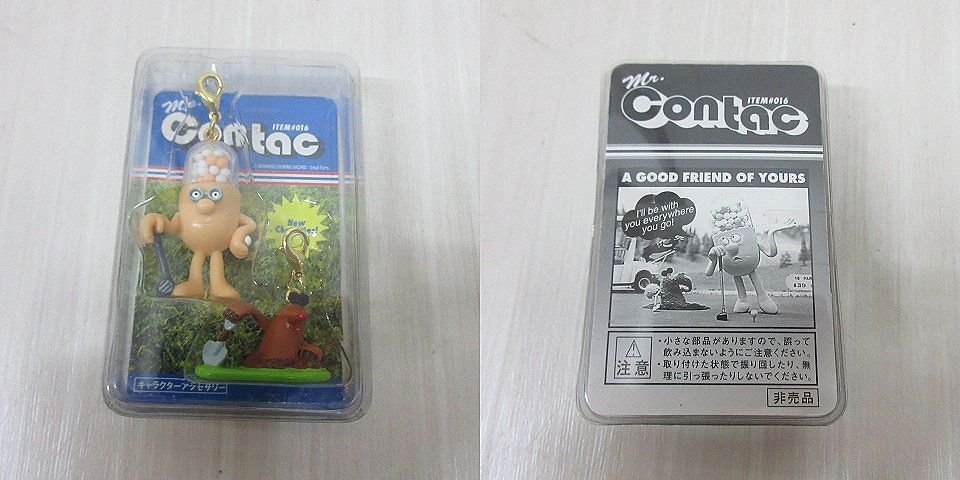 Mr.
Contac
ITEM#016
New
キャラクターアクセサリー
Mr.
Contac
ITEM#016
A GOOD FRIEND OF YOURS
I'll be with
you everywhere
you go!
注意
・小さな部品がありますので、誤って
飲み込まないようにご注意ください。
・取り付けた状態で振り回したり、無
理に引っ張ったりしないでください。
非売品